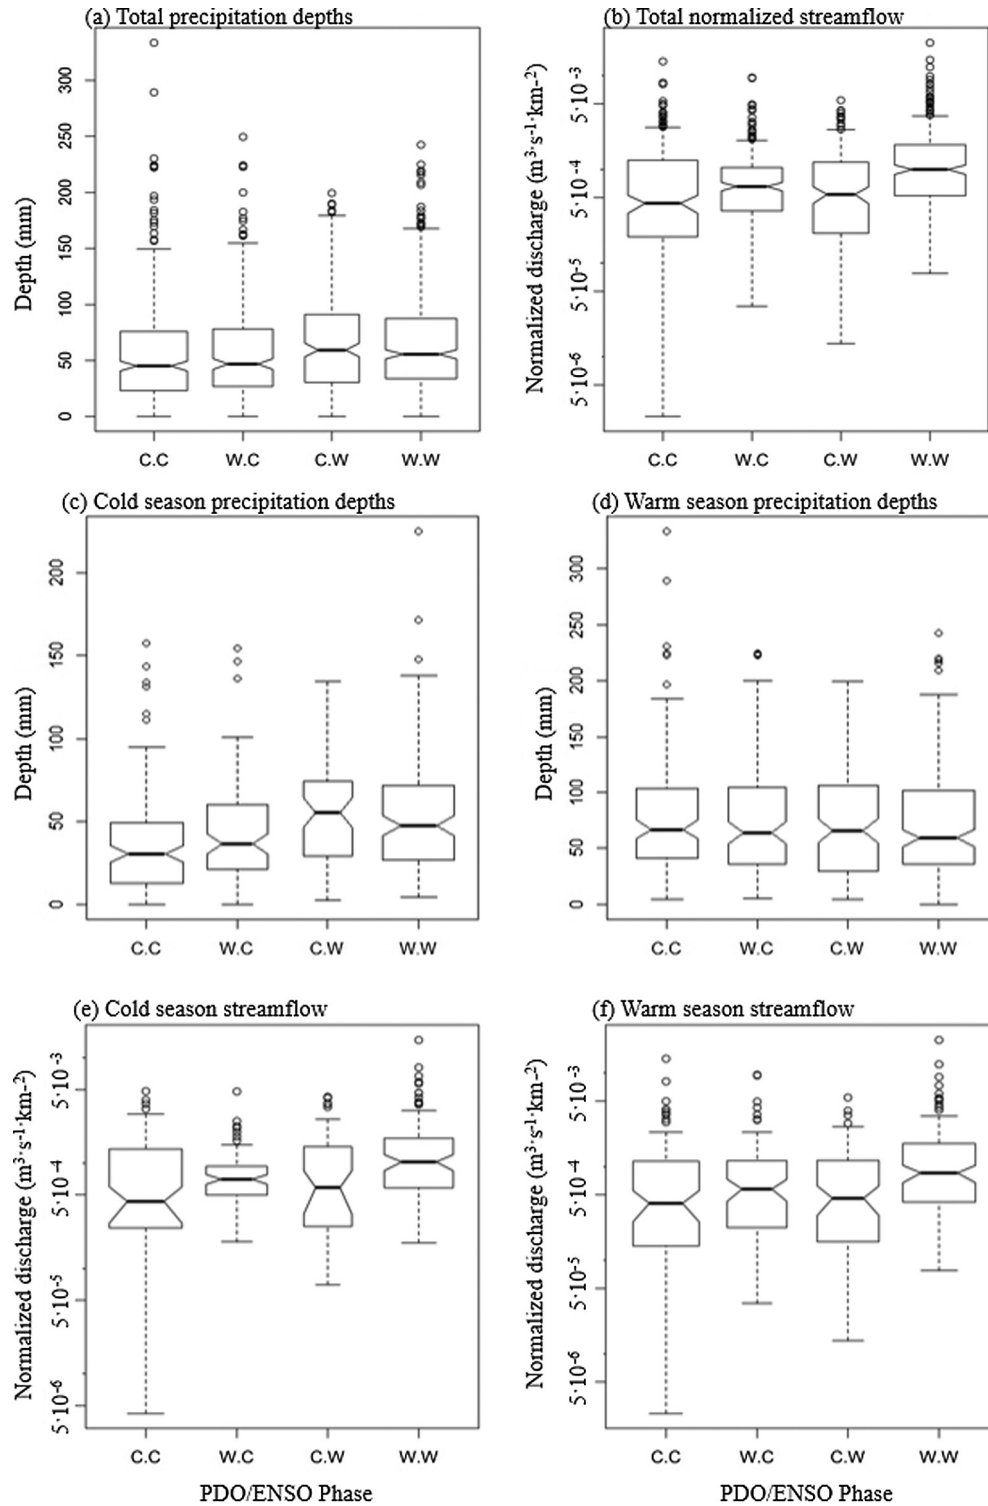 (a) Total precipitation depths
Depth (mm)
300
250
200
150
100
50
0
C.C W.C C.W W.W
(b) Total normalized streamflow
Normalized discharge (m³·s⁻¹·km⁻²)
5·10⁻³
5·10⁻⁴
5·10⁻⁵
5·10⁻⁶
C.C W.C C.W W.W
(c) Cold season precipitation depths
Depth (mm)
200
150
100
50
0
C.C W.C C.W W.W
(d) Warm season precipitation depths
Depth (mm)
300
250
200
150
100
50
0
C.C W.C C.W W.W
(e) Cold season streamflow
Normalized discharge (m³·s⁻¹·km⁻²)
5·10⁻³
5·10⁻⁴
5·10⁻⁵
5·10⁻⁶
C.C W.C C.W W.W
PDO/ENSO Phase
(f) Warm season streamflow
Normalized discharge (m³·s⁻¹·km⁻²)
5·10⁻³
5·10⁻⁴
5·10⁻⁵
5·10⁻⁶
C.C W.C C.W W.W
PDO/ENSO Phase